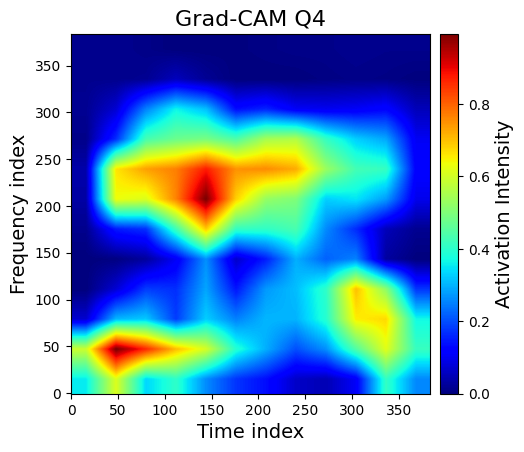 Grad-CAM Q4
Frequency index
350
300
250
200
150
100
50
0
0 50 100 150 200 250 300 350
Time index
0.8
0.6
0.4
0.2
0.0
Activation Intensity